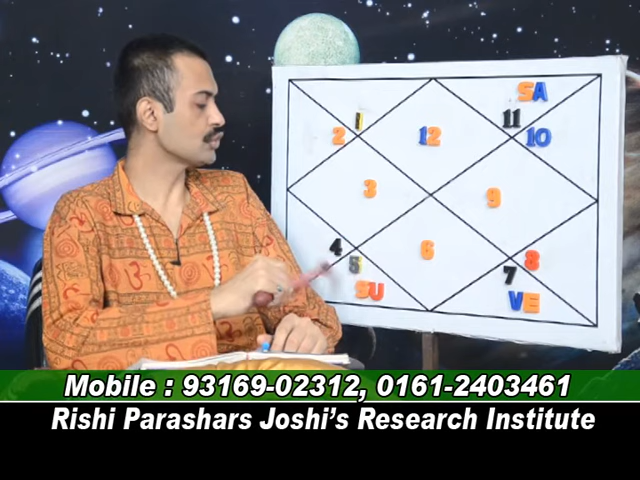 SA
1
2
12
11
10
3
9
4
5
6
8
7
SU
VE
Mobile : 93169-02312, 0161-2403461
Rishi Parashars Joshi's Research Institute